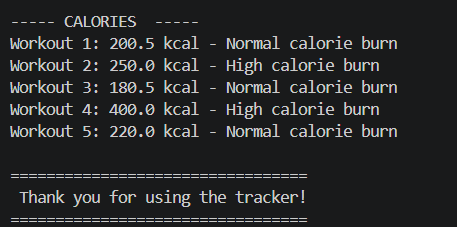 ----- CALORIES  -----
Workout 1: 200.5 kcal - Normal calorie burn
Workout 2: 250.0 kcal - High calorie burn
Workout 3: 180.5 kcal - Normal calorie burn
Workout 4: 400.0 kcal - High calorie burn
Workout 5: 220.0 kcal - Normal calorie burn

=================================
 Thank you for using the tracker!
=================================